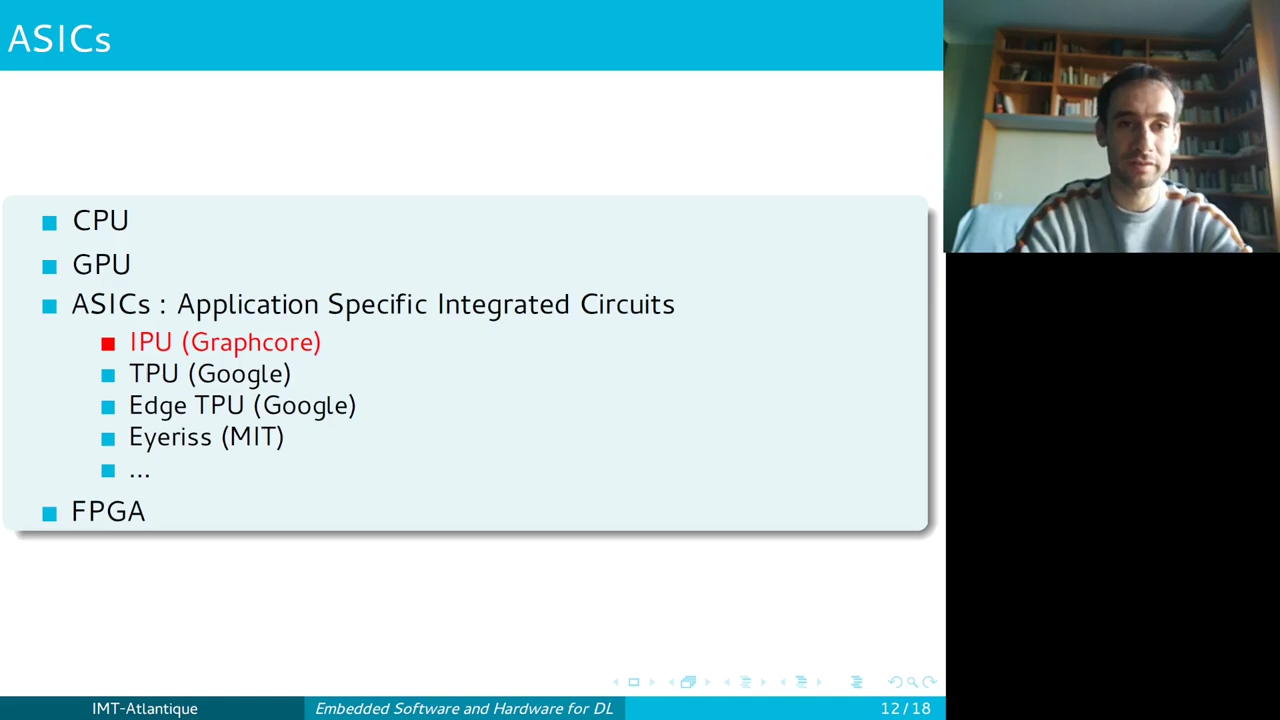 ASICs
CPU
GPU
ASICs : Application Specific Integrated Circuits
IPU (Graphcore)
TPU (Google)
Edge TPU (Google)
Eyeriss (MIT)
...
FPGA
IMT-Atlantique
Embedded Software and Hardware for DL
12/18